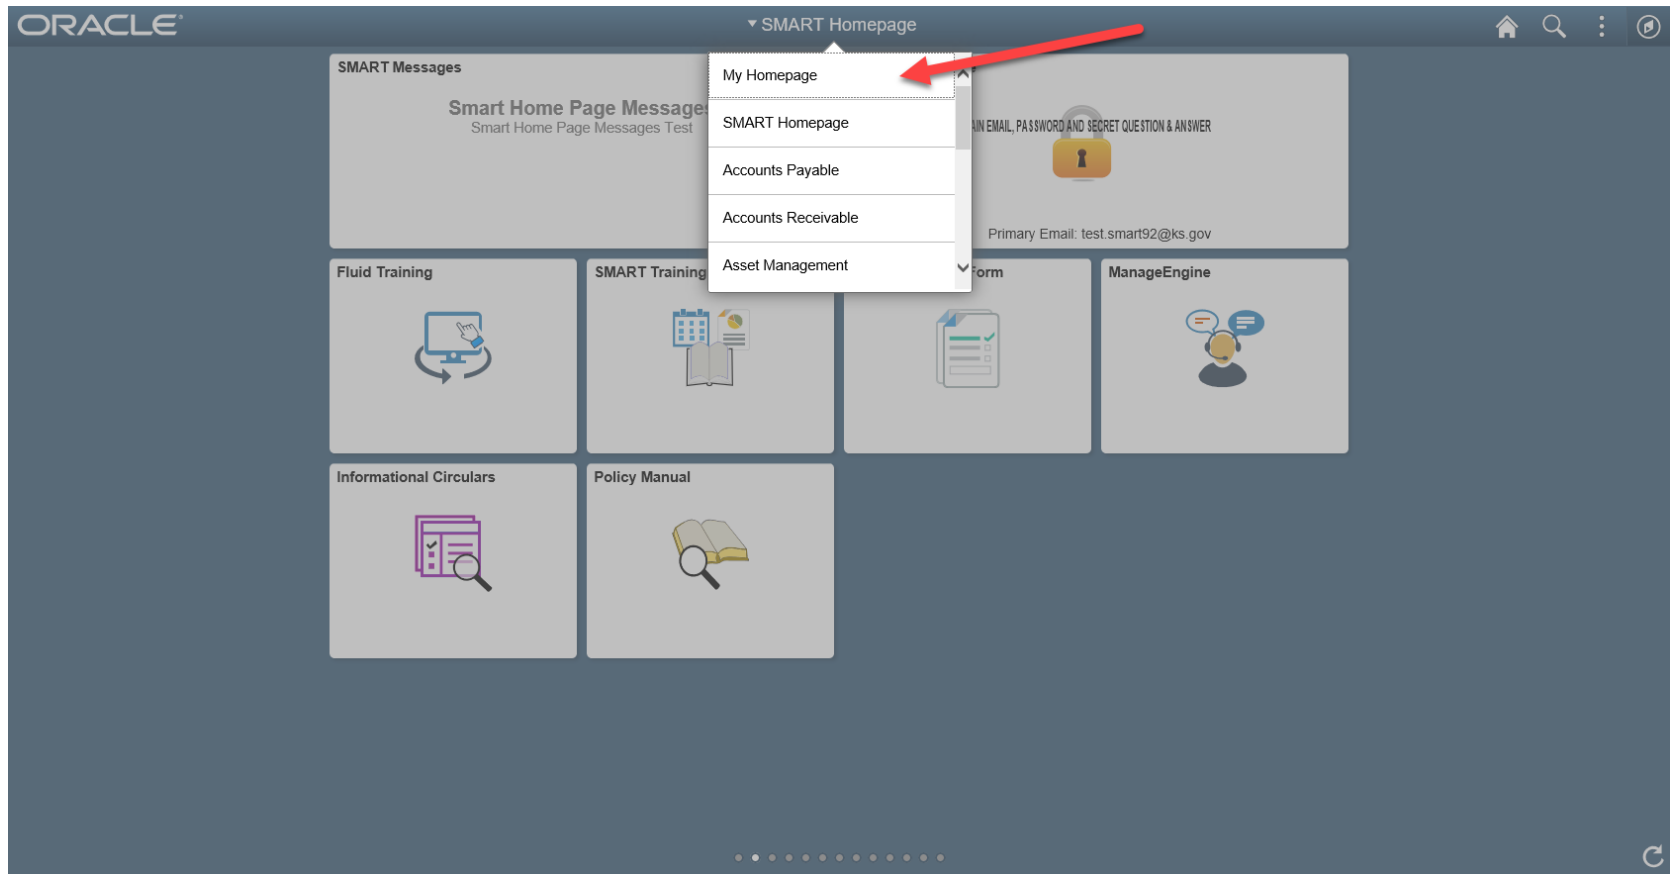 ORACLE
SMART Homepage
My Homepage
SMART Homepage
Accounts Payable
Accounts Receivable
Asset Management
SMART Messages
Smart Home Page Messages
Smart Home Page Messages Test
EMAIL, PASSWORD AND SECRET QUESTION & ANSWER
Primary Email: test.smart92@ks.gov
Fluid Training
SMART Training
Form
ManageEngine
Informational Circulars
Policy Manual